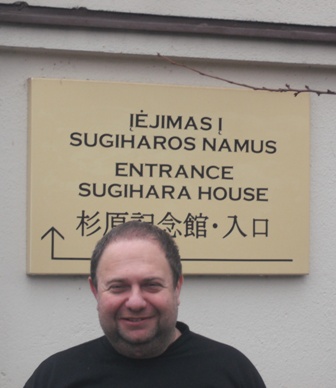 ĮĖJIMAS Į
SUGIHAROS NAMUS
ENTRANCE
SUGIHARA HOUSE
杉原記念館・入口